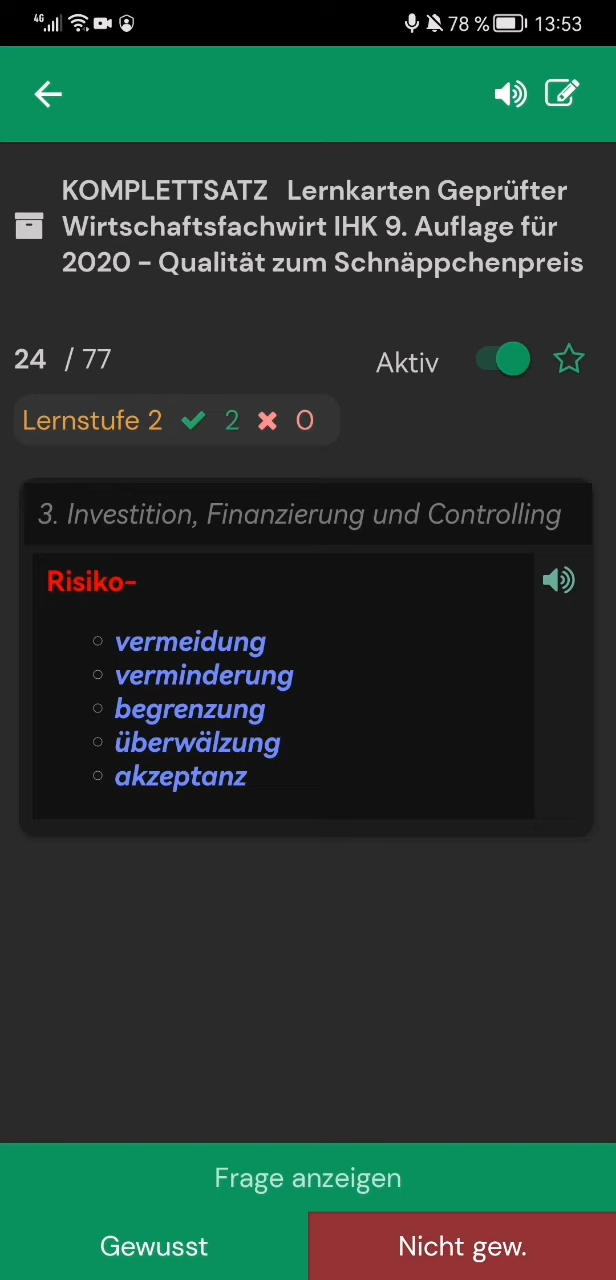 4G 78 % 13:53
KOMPLETTSATZ Lernkarten Geprüfter
Wirtschaftsfachwirt IHK 9. Auflage für
2020 – Qualität zum Schnäppchenpreis
24 / 77 Aktiv
Lernstufe 2 2 0
3. Investition, Finanzierung und Controlling
Risiko-
vermeidung
verminderung
begrenzung
überwälzung
akzeptanz
Frage anzeigen
Gewusst Nicht gew.